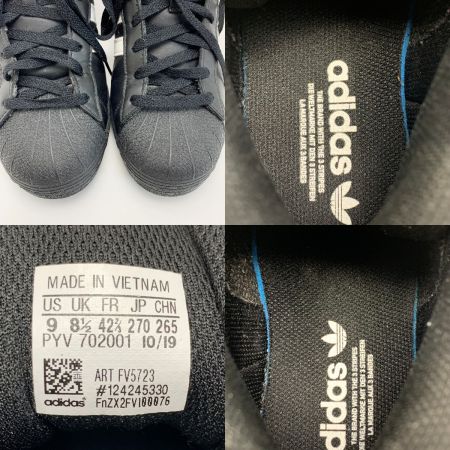 adidas
THE BRAND WITH THE 3 STRIPES
DIE WELTMARKE MIT DEN 3 STREIFEN
LA MARQUE AUX 3 BANDES
MADE IN VIETNAM
US UK FR JP CHN
9 8½ 42⅔ 270 265
PYV 702001 10/19
ART FV5723
#124245330
adidas FnZX2FVI00076
adidas
THE BRAND WITH THE 3 STRIPES
DIE WELTMARKE MIT DEN 3 STREIFEN
LA MARQUE AUX 3 BANDES